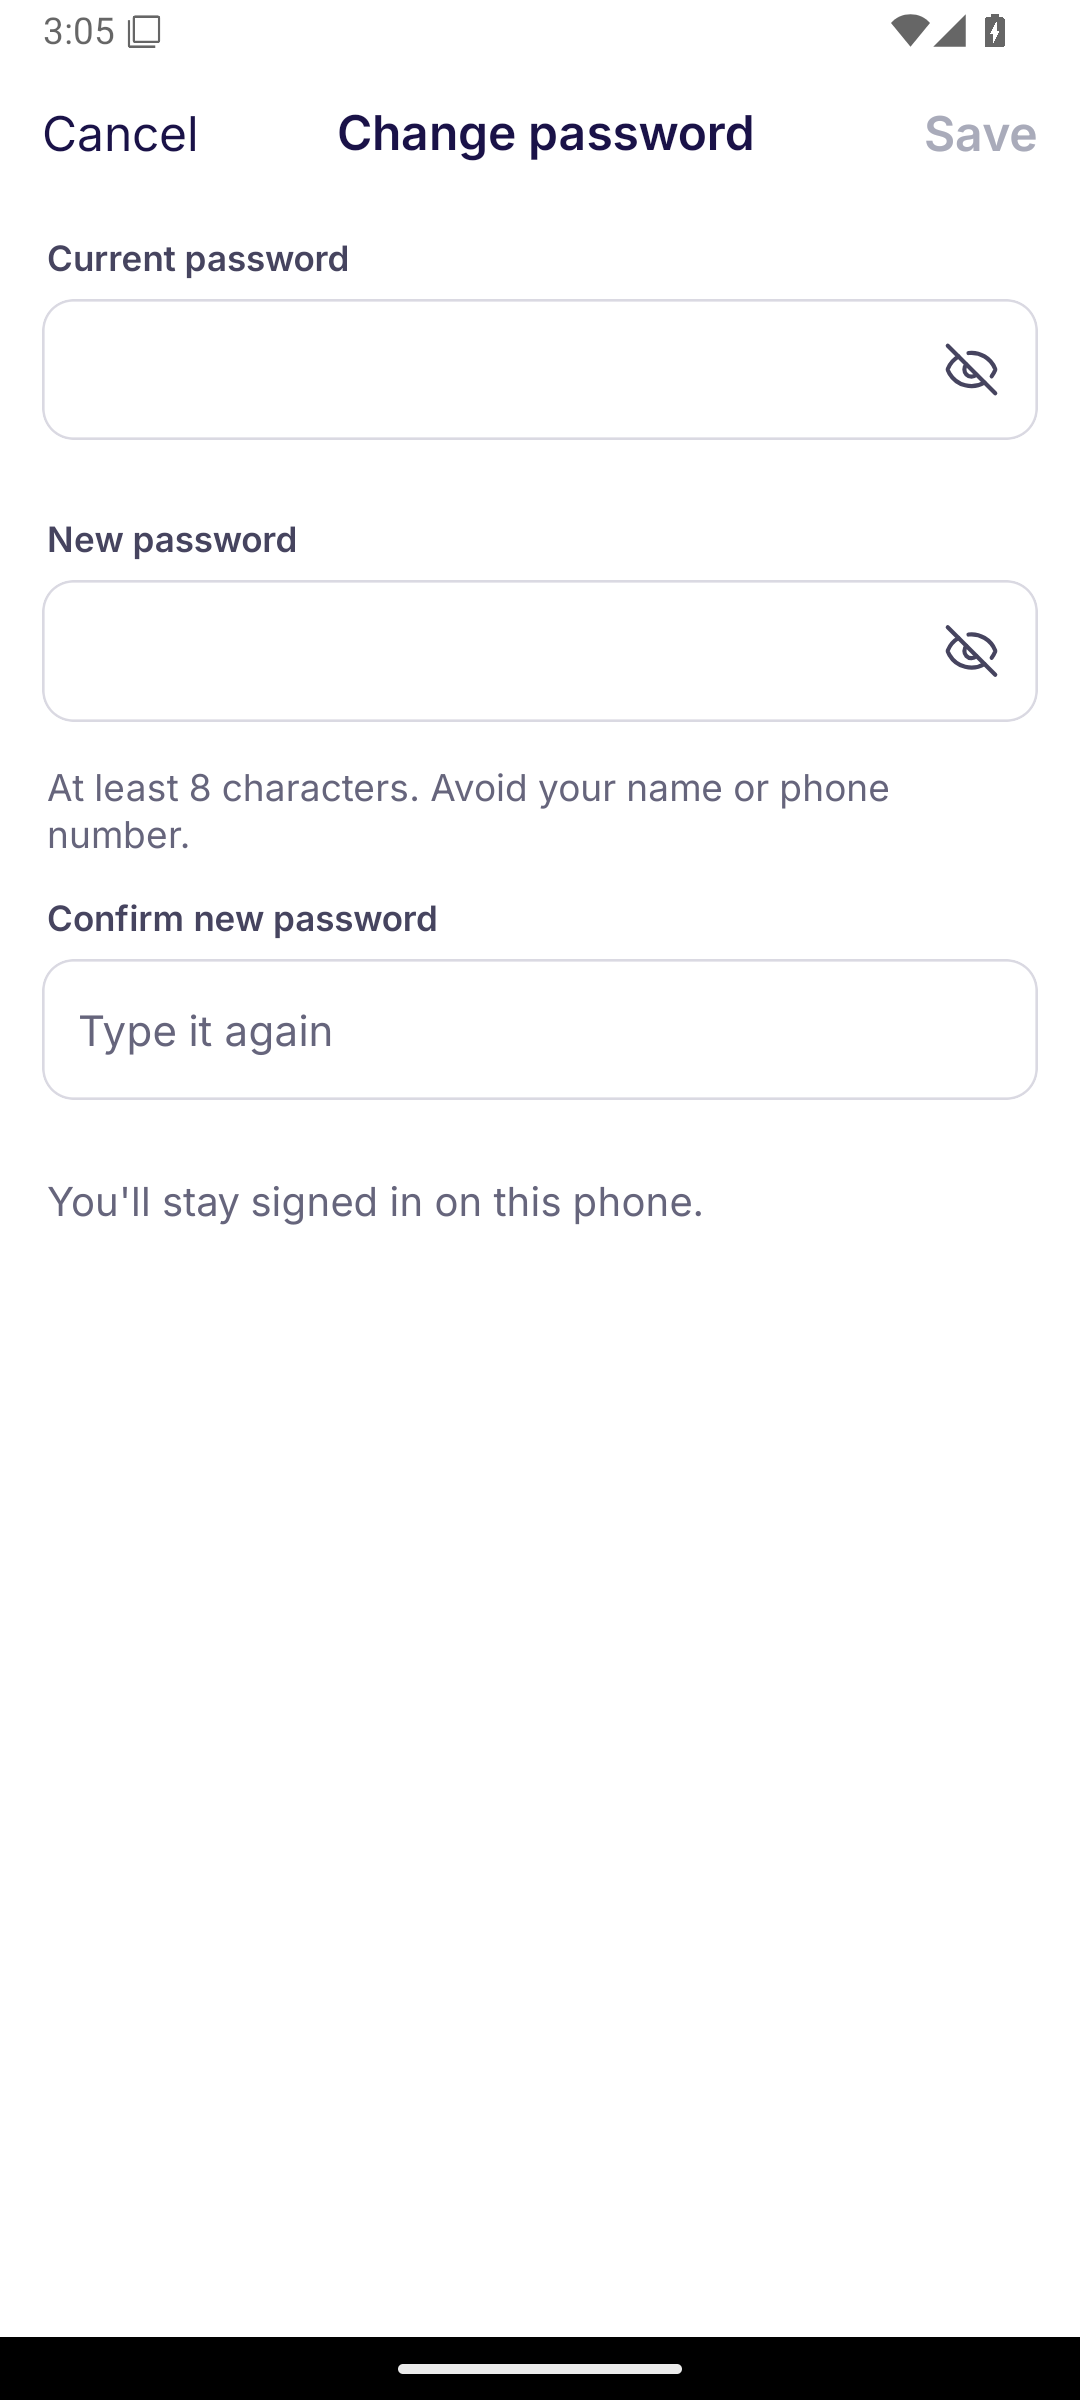 3:05
Cancel Change password Save
Current password
New password
At least 8 characters. Avoid your name or phone
number.
Confirm new password
Type it again
You'll stay signed in on this phone.